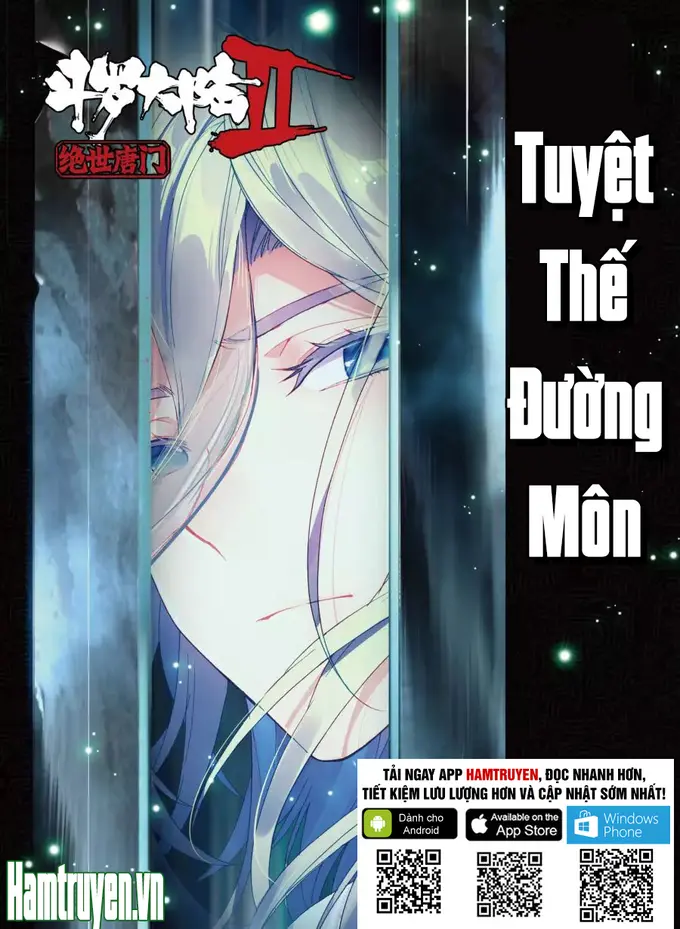 斗罗大陆II
绝世唐门
Tuyệt
Thế
Đường
Môn
TẢI NGAY APP HAMTRUYEN, ĐỌC NHANH HƠN,
TIẾT KIỆM LƯU LƯỢNG HƠN VÀ CẬP NHẬT SỚM NHẤT!
Dành cho
Android
Available on the
App Store
Windows
Phone
Hamtruyen.vn